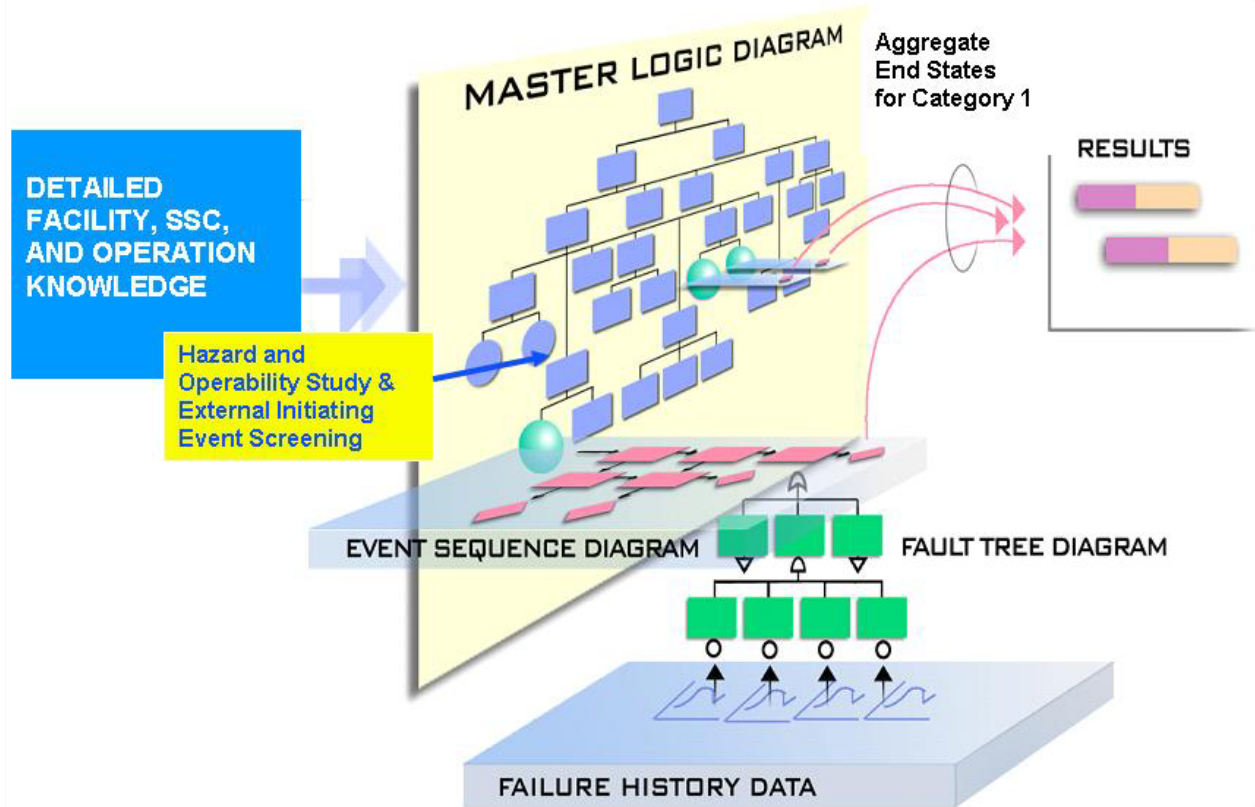 MASTER LOGIC DIAGRAM
Aggregate
End States
for Category 1
RESULTS
DETAILED
FACILITY, SSC,
AND OPERATION
KNOWLEDGE
Hazard and
Operability Study &
External Initiating
Event Screening
EVENT SEQUENCE DIAGRAM
FAULT TREE DIAGRAM
FAILURE HISTORY DATA